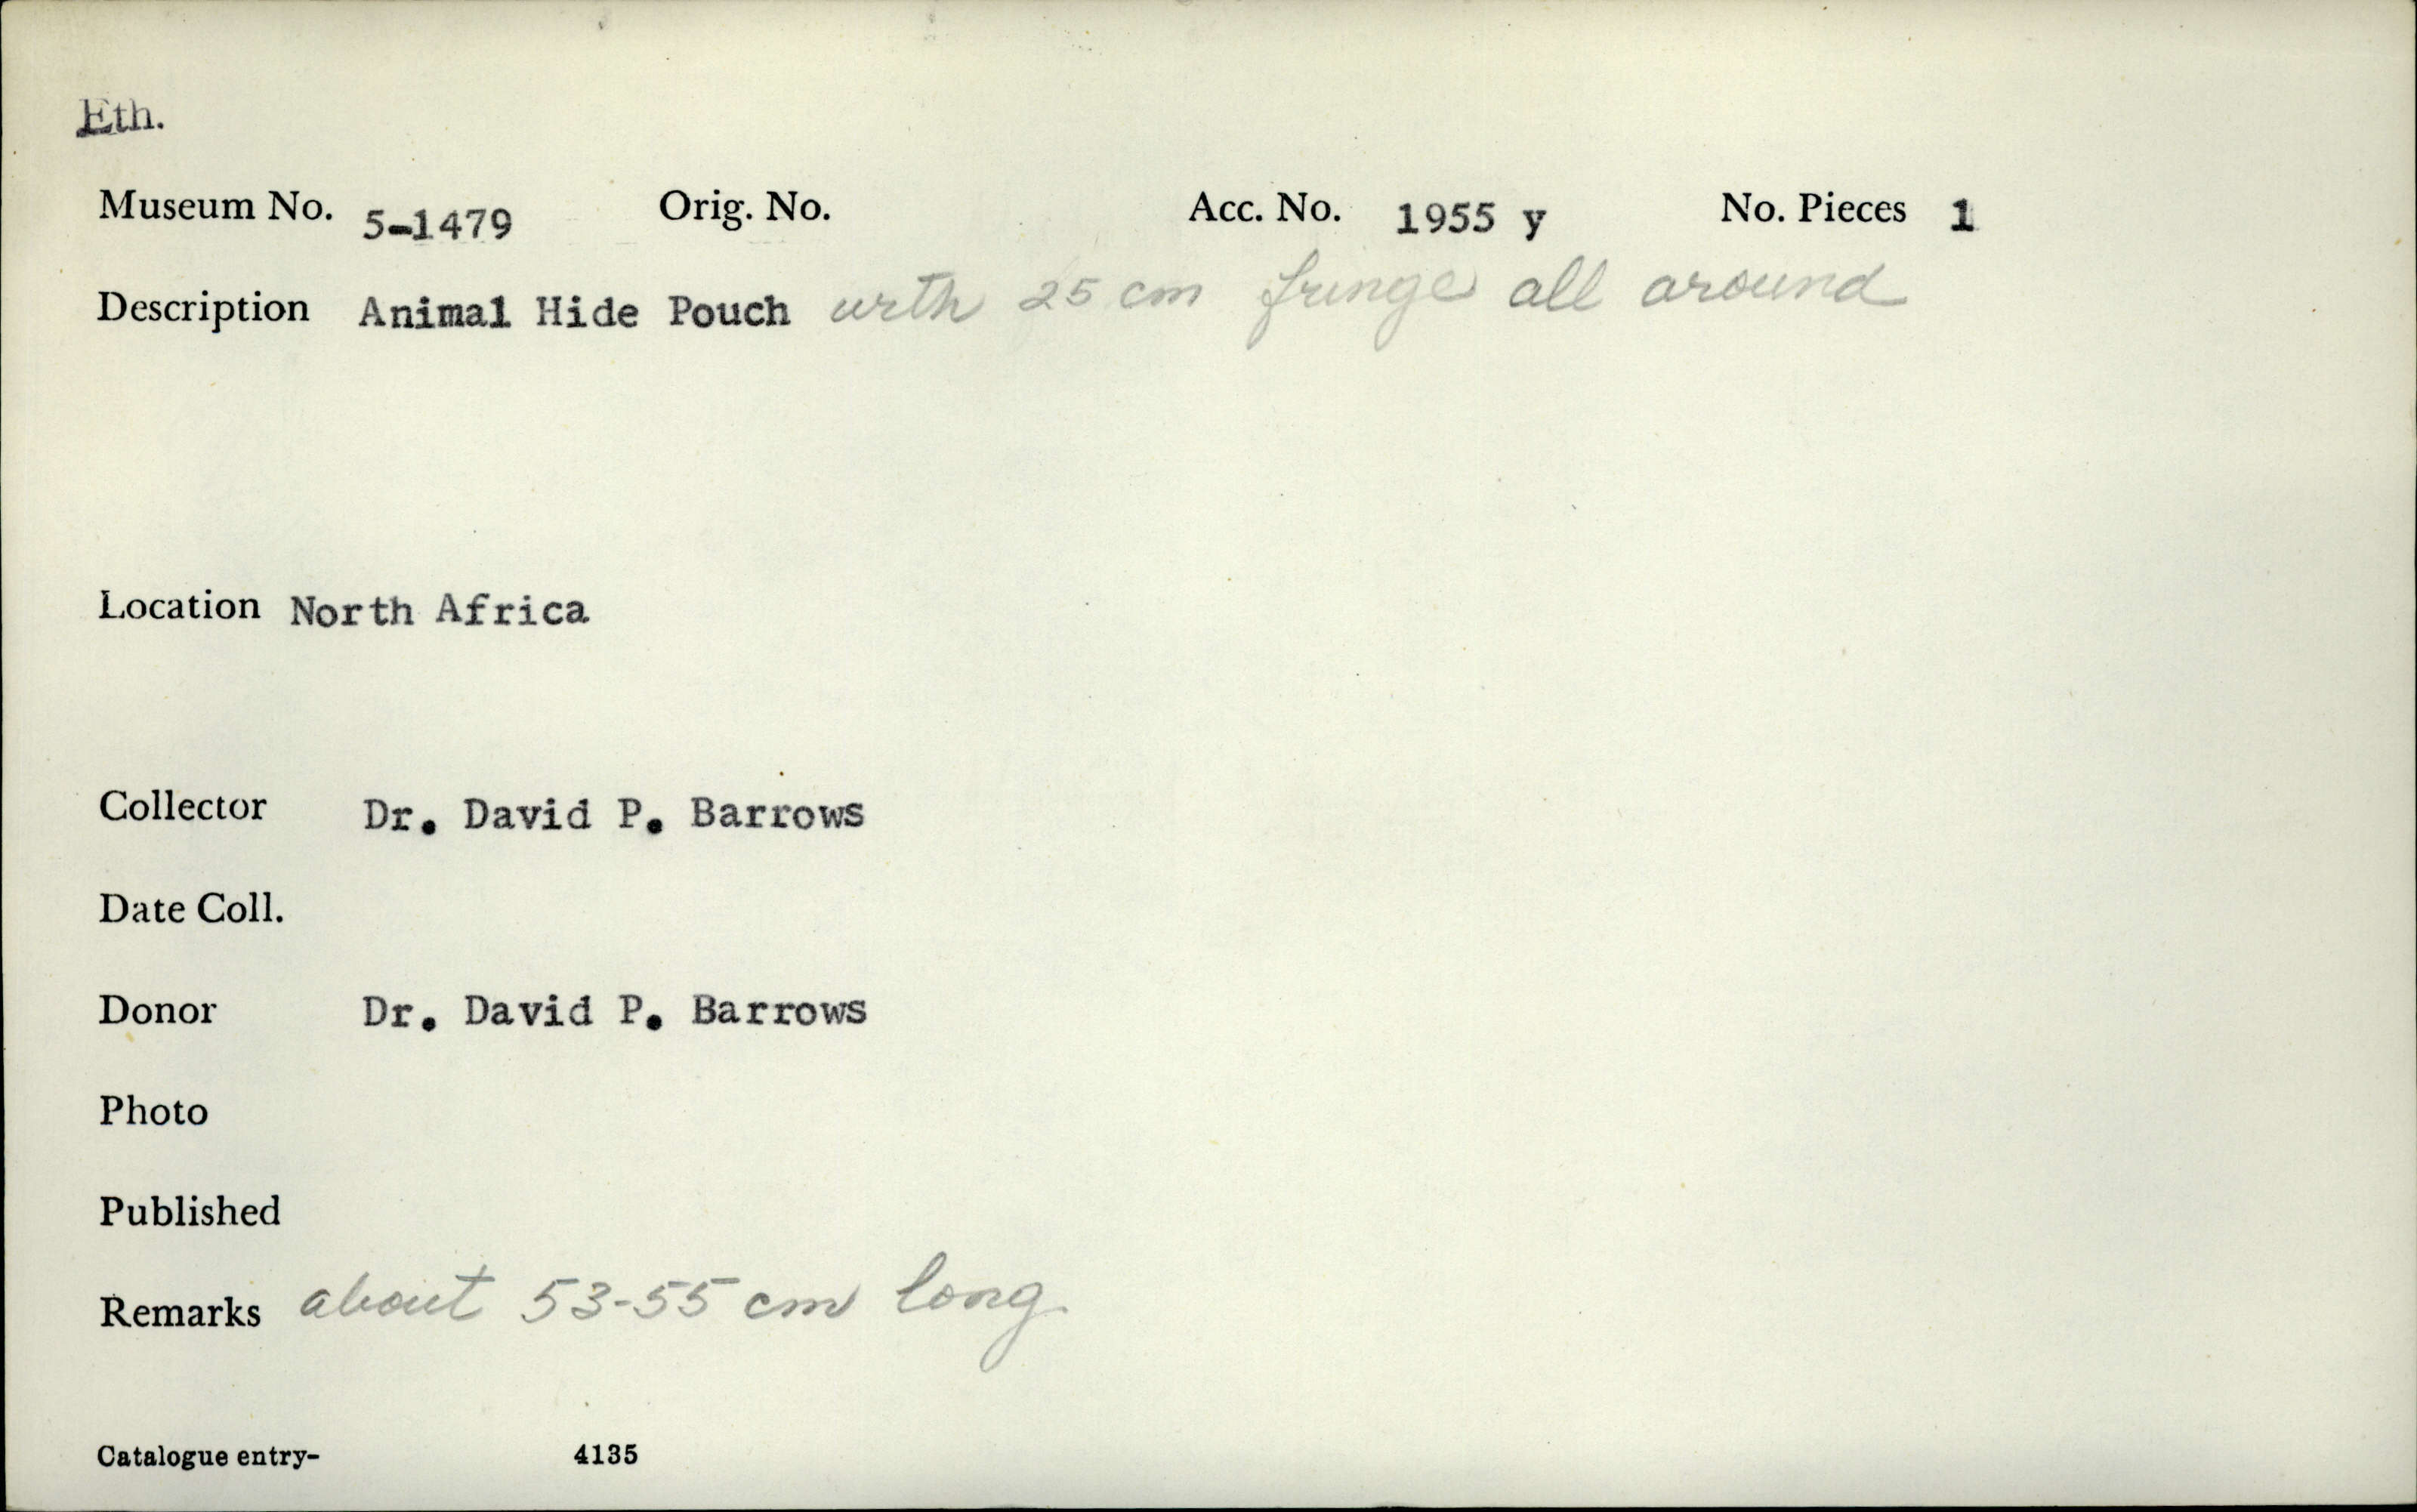 Eth.
Museum No. 5-1479 Orig. No. Acc. No. 1955 y No. Pieces 1
Description Animal Hide Pouch with 25 cm fringe all around
Location North Africa
Collector Dr. David P. Barrows
Date Coll.
Donor Dr. David P. Barrows
Photo
Published
Remarks about 53-55 cm long
Catalogue entry- 4135